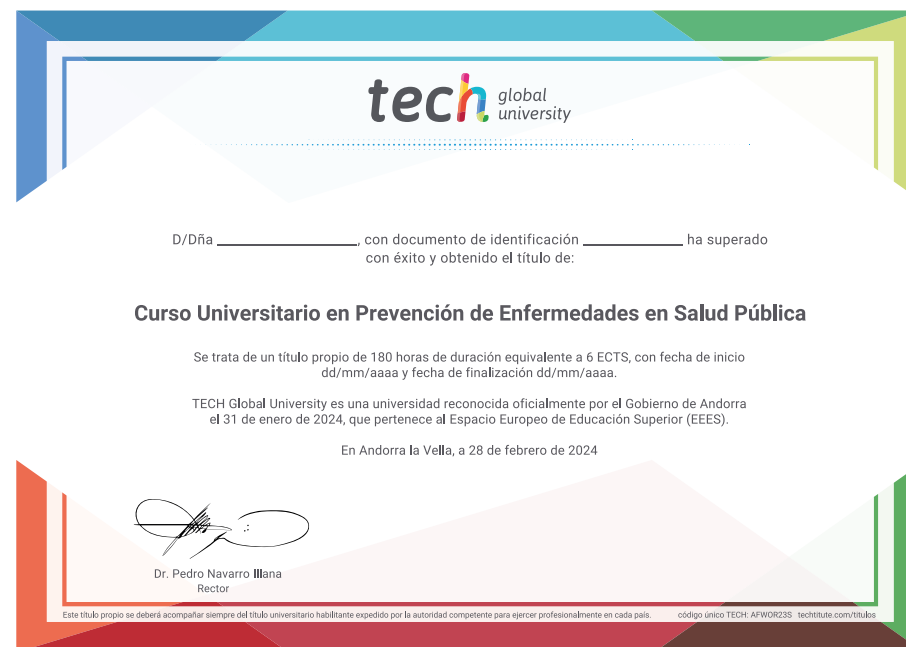 tech global university
D/Dña ____________________, con documento de identificación ______________ ha superado
con éxito y obtenido el título de:
Curso Universitario en Prevención de Enfermedades en Salud Pública
Se trata de un título propio de 180 horas de duración equivalente a 6 ECTS, con fecha de inicio
dd/mm/aaaa y fecha de finalización dd/mm/aaaa.
TECH Global University es una universidad reconocida oficialmente por el Gobierno de Andorra
el 31 de enero de 2024, que pertenece al Espacio Europeo de Educación Superior (EEES).
En Andorra la Vella, a 28 de febrero de 2024
Dr. Pedro Navarro Illana
Rector
Este título propio se deberá acompañar siempre del título universitario habilitante expedido por la autoridad competente para ejercer profesionalmente en cada país. código único TECH: AFWOR23S techtitute.com/titulos